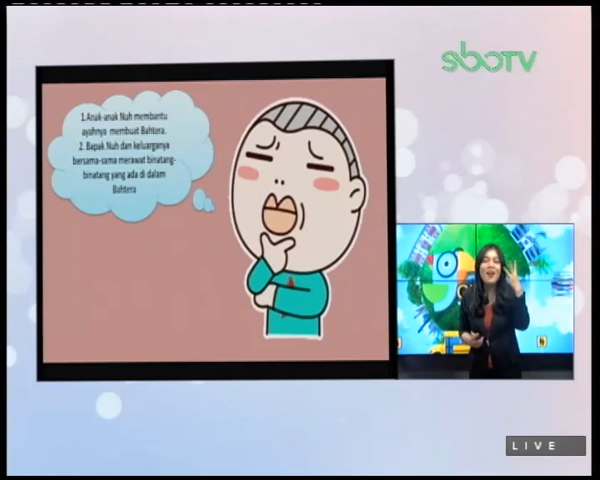 sboTV
1.Anak-anak Nuh membantu
ayahnya membuat Bahtera.
2. Bapak Nuh dan keluarganya
bersama-sama merawat binatang-
binatang yang ada di dalam
Bahtera
LIVE